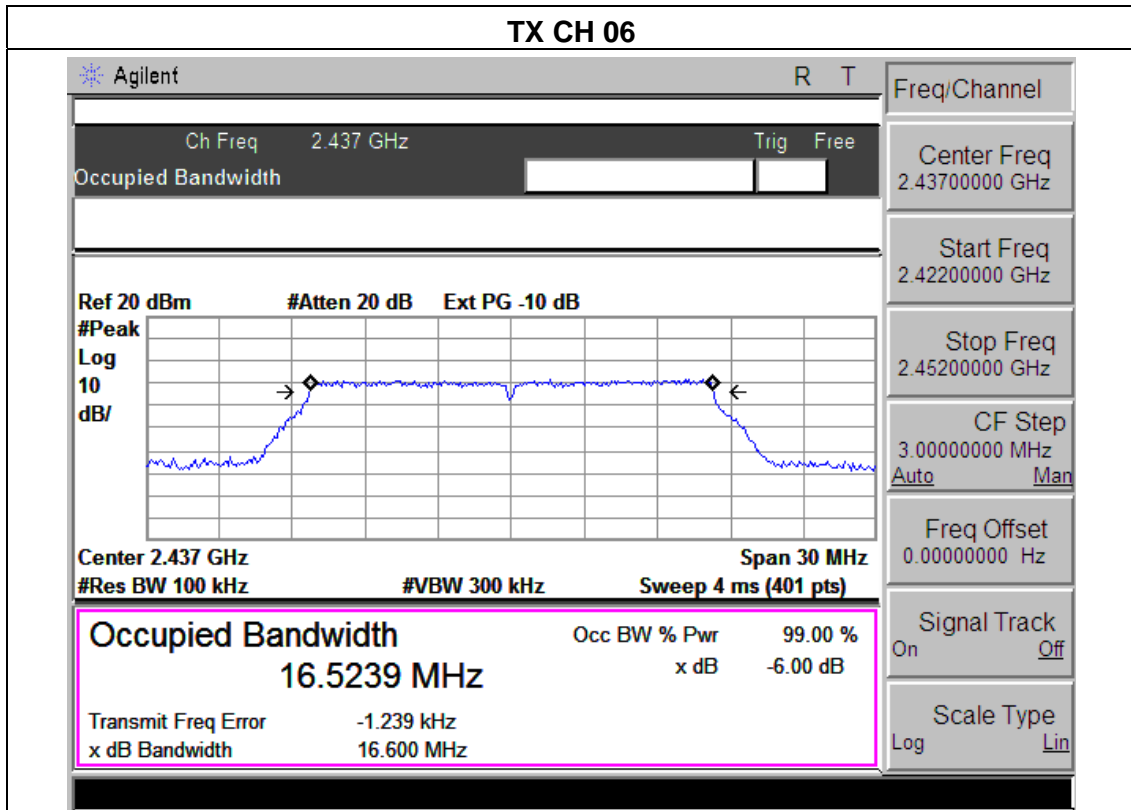 TX CH 06
Agilent R T
Ch Freq 2.437 GHz Trig Free
Occupied Bandwidth
Ref 20 dBm #Atten 20 dB Ext PG -10 dB
#Peak
Log
10
dB/
Center 2.437 GHz Span 30 MHz
#Res BW 100 kHz #VBW 300 kHz Sweep 4 ms (401 pts)
Occupied Bandwidth
16.5239 MHz
Occ BW % Pwr 99.00 %
x dB -6.00 dB
Transmit Freq Error -1.239 kHz
x dB Bandwidth 16.600 MHz
Freq/Channel
Center Freq
2.43700000 GHz
Start Freq
2.42200000 GHz
Stop Freq
2.45200000 GHz
CF Step
3.00000000 MHz
Auto Man
Freq Offset
0.00000000 Hz
Signal Track
On Off
Scale Type
Log Lin